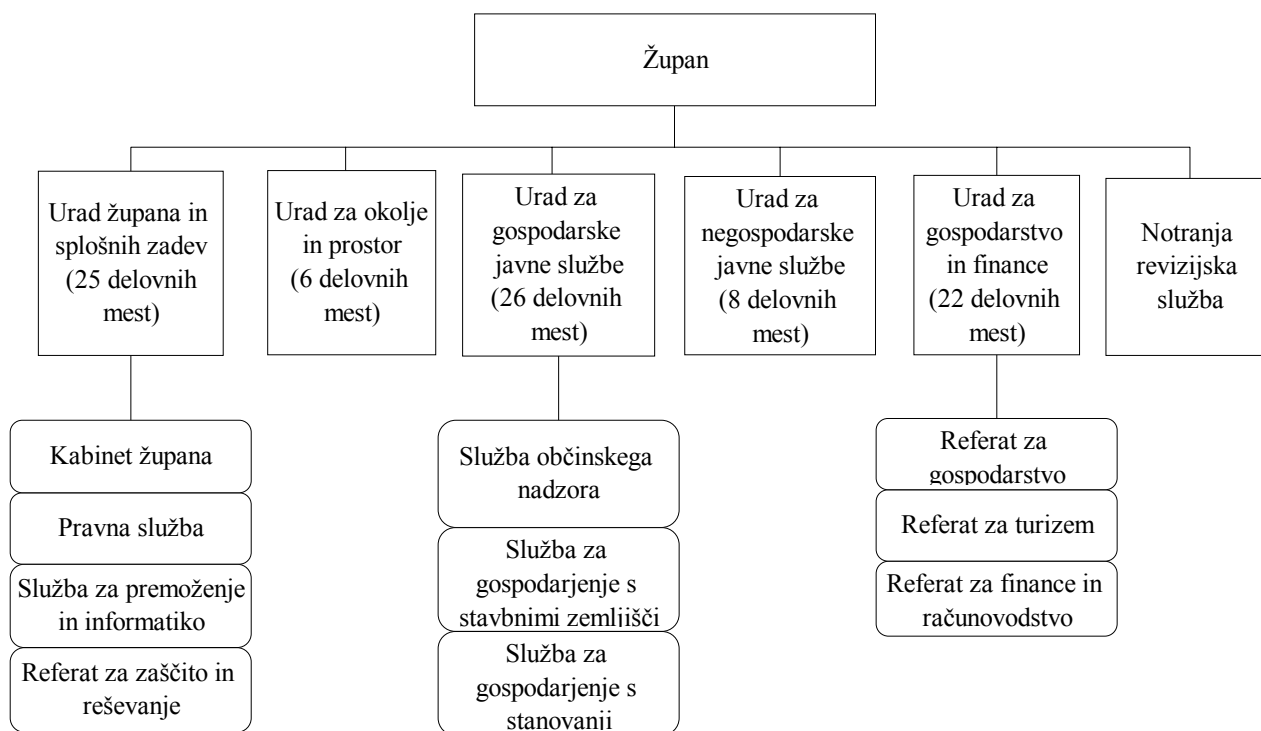 Župan
Urad župana in
splošnih zadev
(25 delovnih
mest)
Urad za okolje
in prostor
(6 delovnih
mest)
Urad za
gospodarske
javne službe
(26 delovnih
mest)
Urad za
negospodarske
javne službe
(8 delovnih
mest)
Urad za
gospodarstvo
in finance
(22 delovnih
mest)
Notranja
revizijska
služba
Kabinet župana
Pravna služba
Služba za premoženje
in informatiko
Referat za zaščito in
reševanje
Služba občinskega
nadzora
Služba za
gospodarjenje s
stavbnimi zemljišči
Služba za
gospodarjenje s
stanovanji
Referat za
gospodarstvo
Referat za turizem
Referat za finance in
računovodstvo